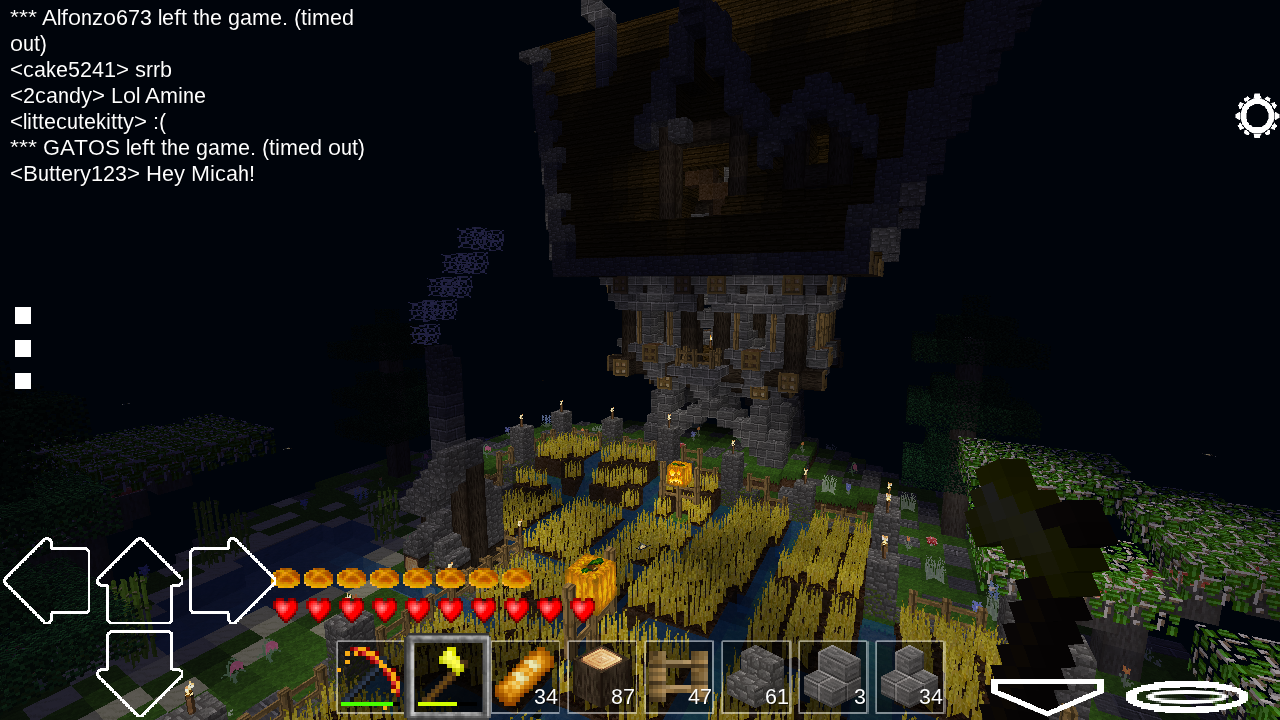 *** Alfonzo673 left the game. (timed
out)
<cake5241> srrb
<2candy> Lol Amine
<littecutekitty> :(
*** GATOS left the game. (timed out)
<Buttery123> Hey Micah!
34 87 47 61 3 34